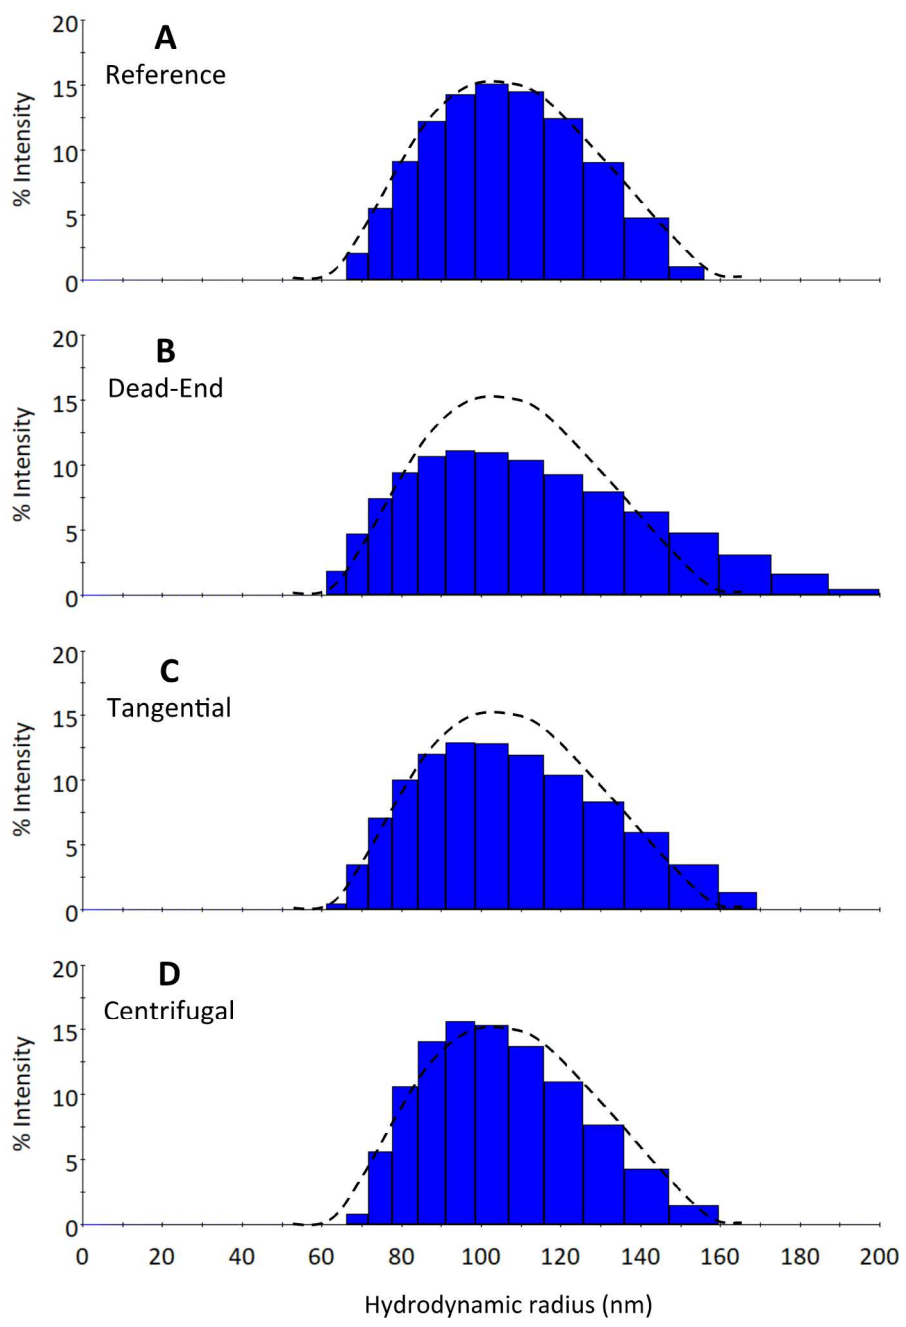 A
Reference
% Intensity
20
15
10
5
0
B
Dead-End
% Intensity
20
15
10
5
0
C
Tangential
% Intensity
20
15
10
5
0
D
Centrifugal
% Intensity
20
15
10
5
0
0 20 40 60 80 100 120 140 160 180 200
Hydrodynamic radius (nm)